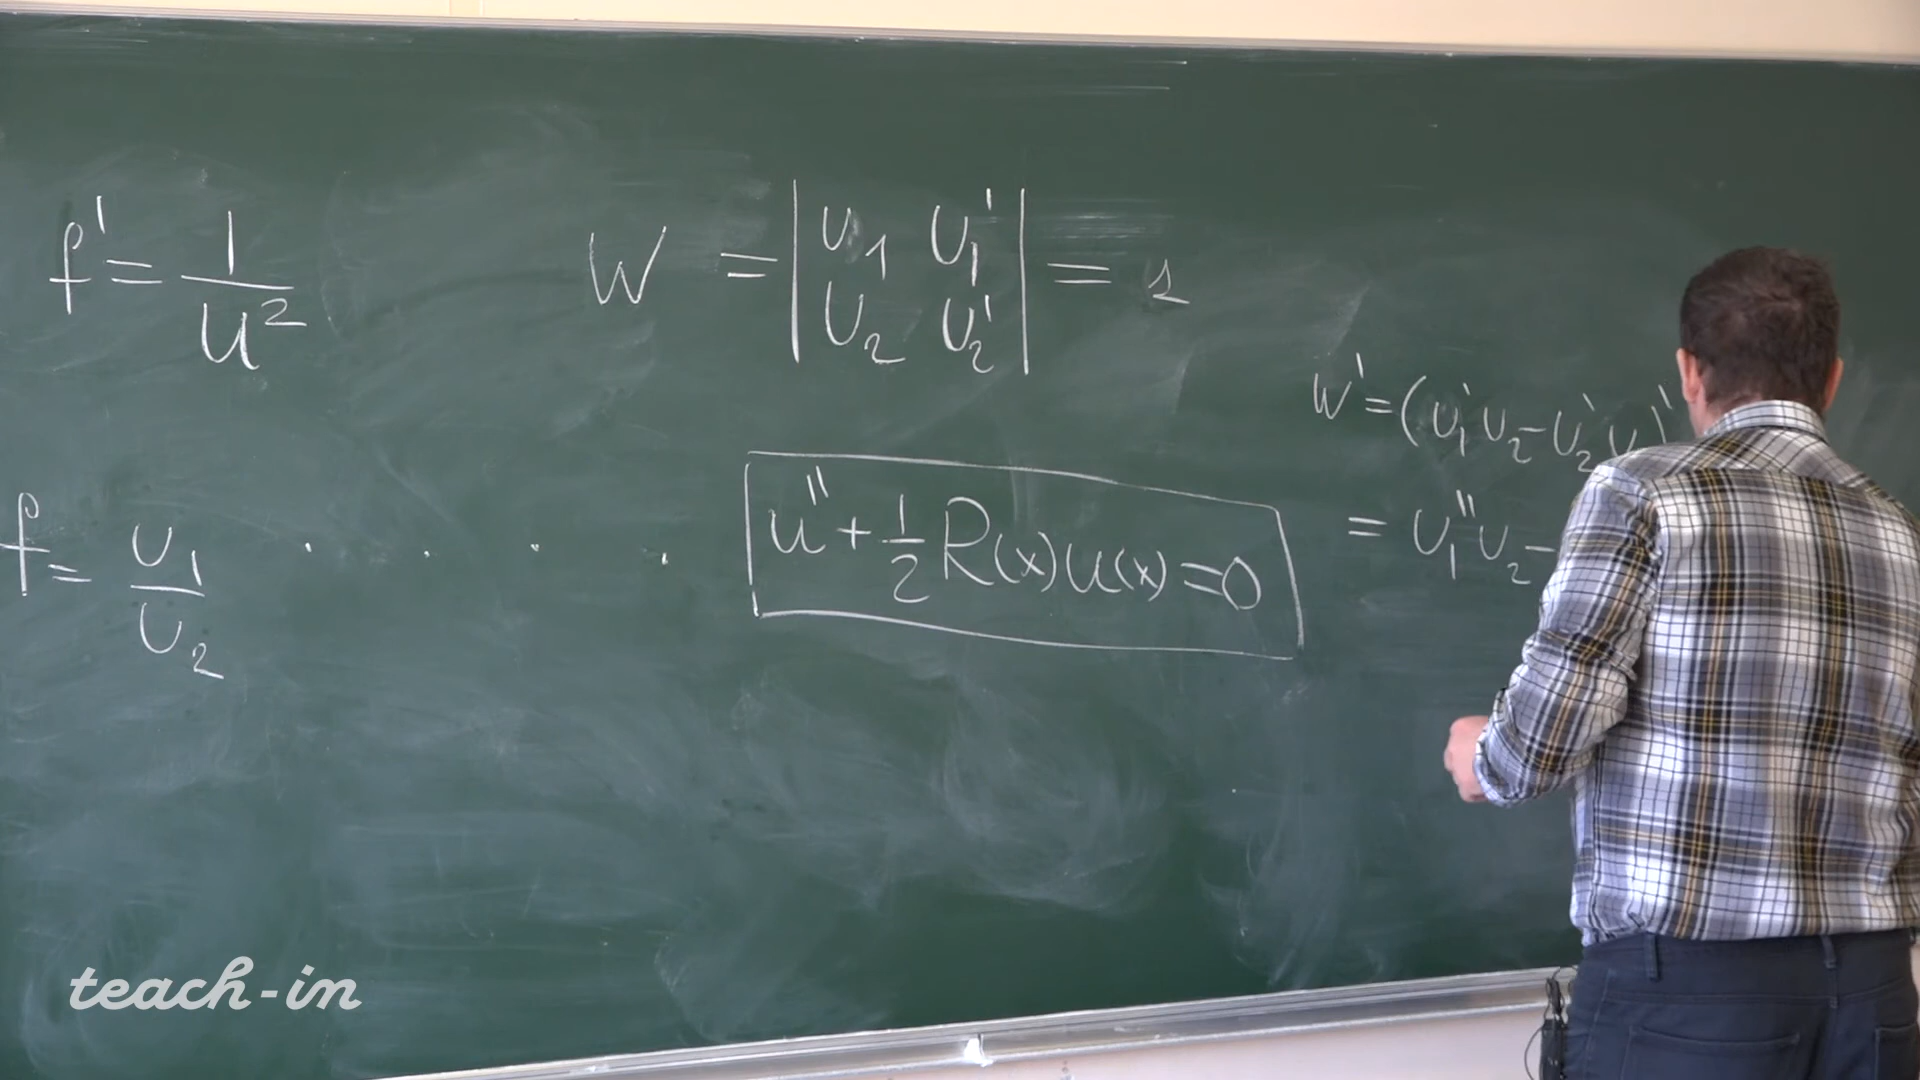 f' = 1/u²
W = |u₁ u₁' ; u₂ u₂'| = 1
W' = (u₁'u₂ - u₂'u₁)'
u'' + 1/2 R(x)u(x) = 0
= u₁''u₂ -
f = u₁/u₂
teach-in